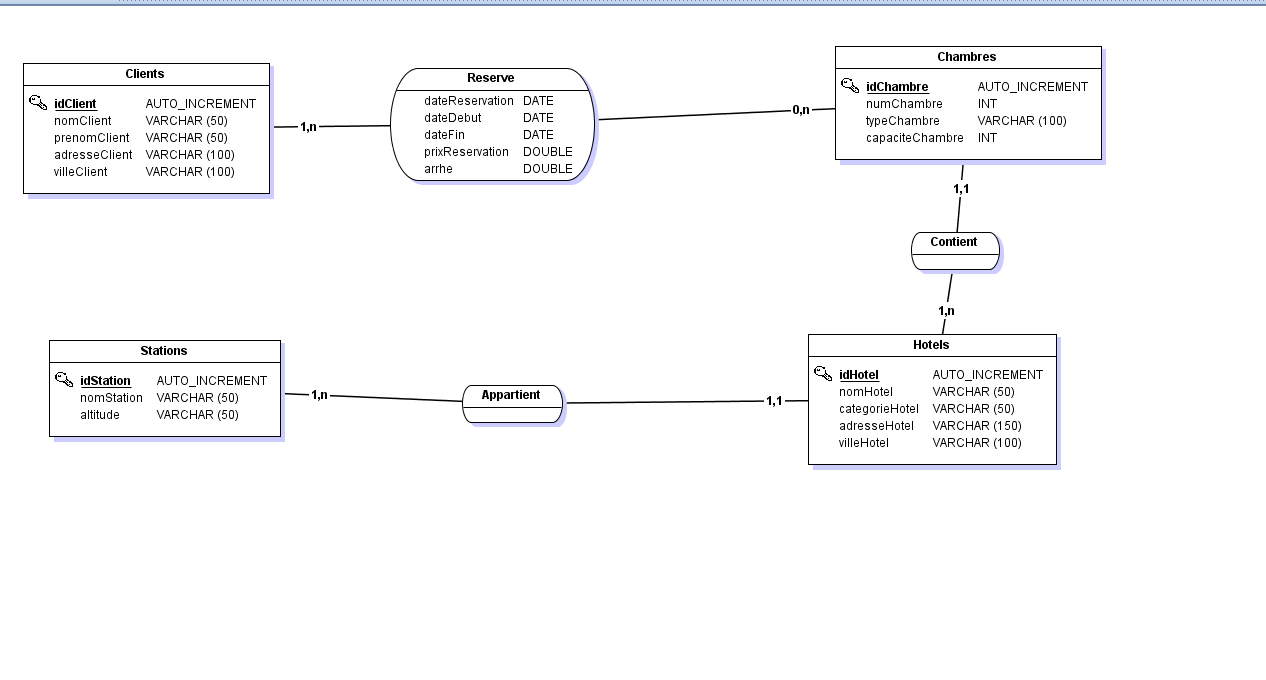 Clients
idClient AUTO_INCREMENT
nomClient VARCHAR (50)
prenomClient VARCHAR (50)
adresseClient VARCHAR (100)
villeClient VARCHAR (100)
1,n
Reserve
dateReservation DATE
dateDebut DATE
dateFin DATE
prixReservation DOUBLE
arrhe DOUBLE
0,n
Chambres
idChambre AUTO_INCREMENT
numChambre INT
typeChambre VARCHAR (100)
capaciteChambre INT
1,1
Contient
1,n
Stations
idStation AUTO_INCREMENT
nomStation VARCHAR (50)
altitude VARCHAR (50)
1,n
Appartient
1,1
Hotels
idHotel AUTO_INCREMENT
nomHotel VARCHAR (50)
categorieHotel VARCHAR (50)
adresseHotel VARCHAR (150)
villeHotel VARCHAR (100)